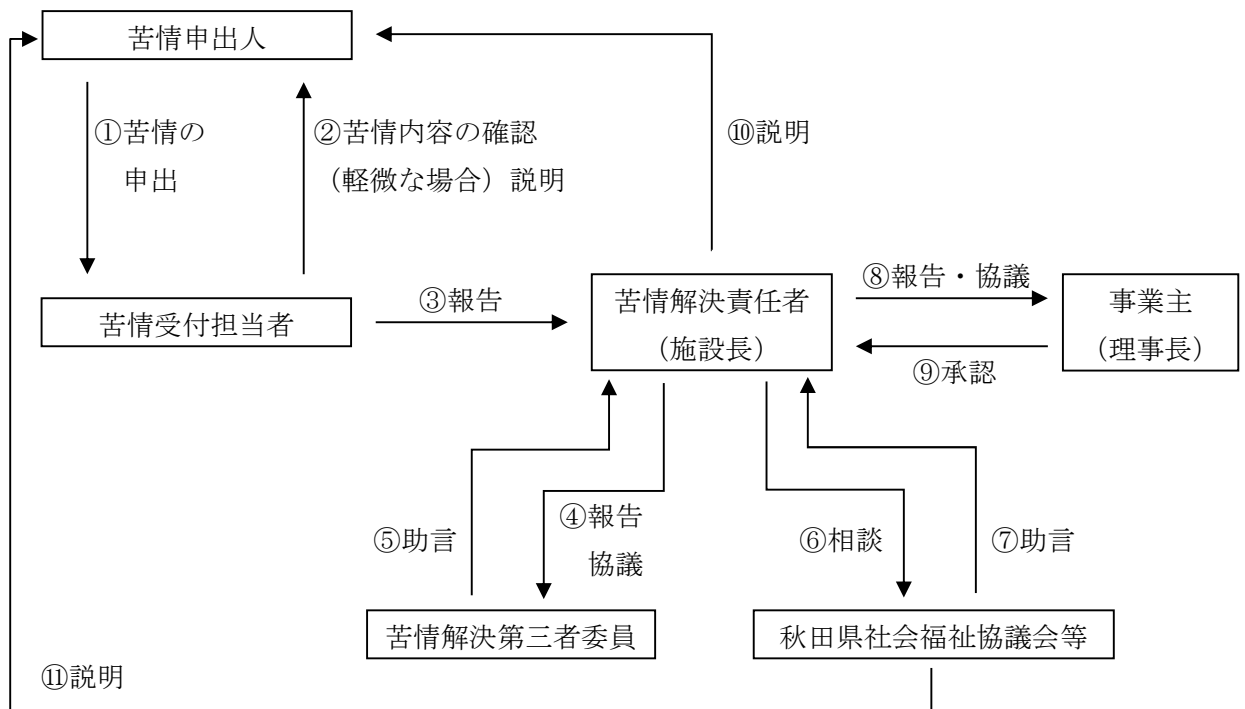 苦情申出人
①苦情の
申出
②苦情内容の確認
（軽微な場合）説明
⑩説明
苦情受付担当者
③報告
苦情解決責任者
（施設長）
⑧報告・協議
⑨承認
事業主
（理事長）
⑤助言
④報告
協議
⑥相談
⑦助言
苦情解決第三者委員
秋田県社会福祉協議会等
⑪説明